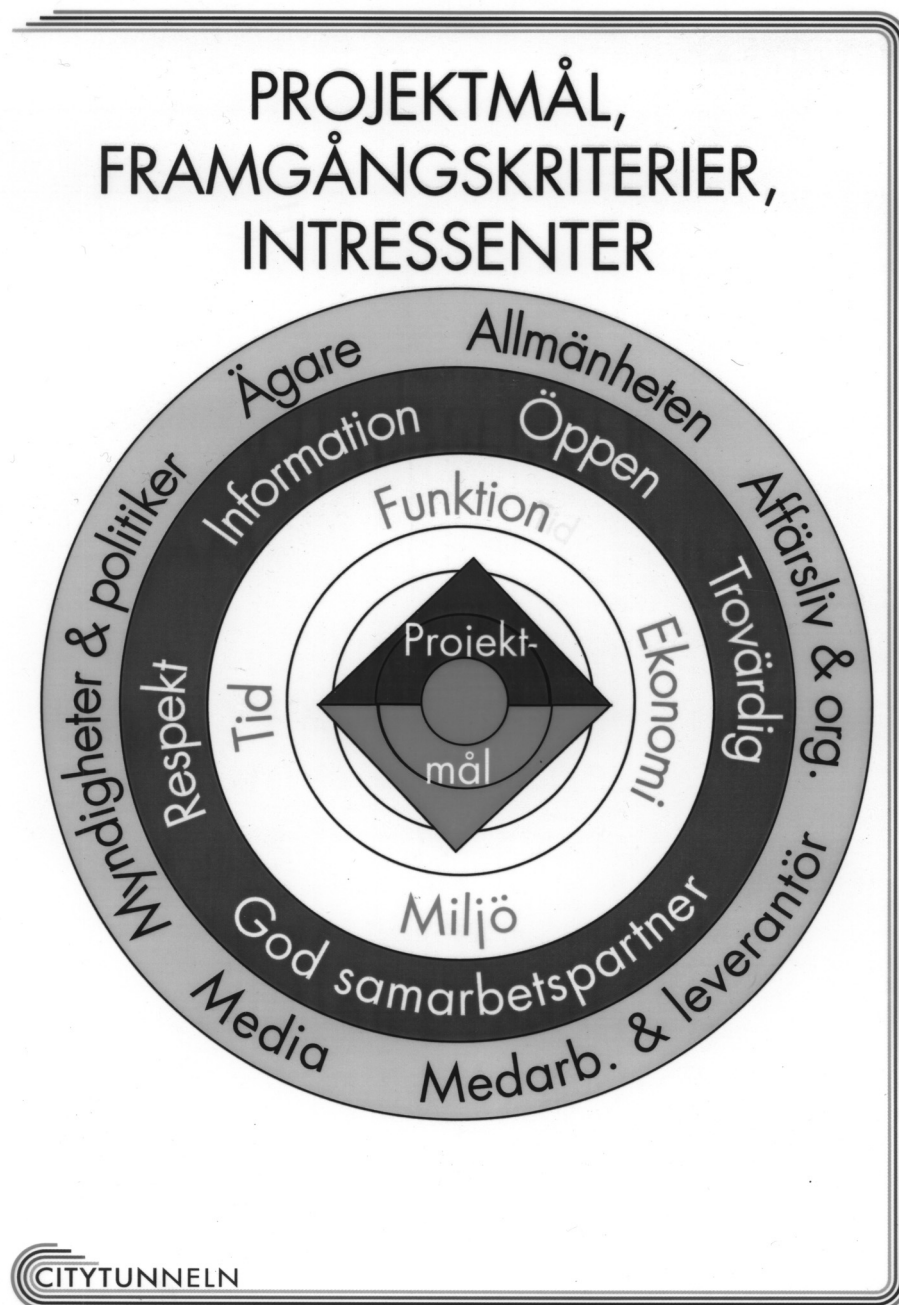 PROJEKTMÅL,
FRAMGÅNGSKRITERIER,
INTRESSENTER
Ägare
Allmänheten
Affärsliv & org.
Medarb. & leverantör
Media
Myndigheter & politiker
Information
Öppen
Trovärdig
God samarbetspartner
Respekt
Funktion
Ekonomi
Miljö
Tid
Projekt-
mål
CITYTUNNELN